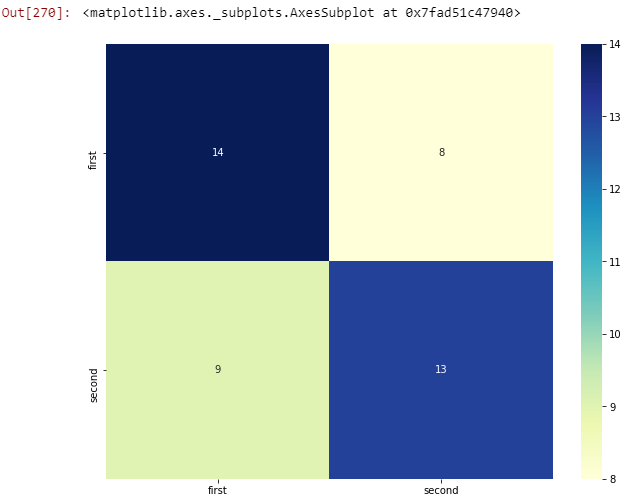 Out[270]: <matplotlib.axes._subplots.AxesSubplot at 0x7fad51c47940>
14
13
12
11
10
9
8
first
14
8
second
9
13
first
second